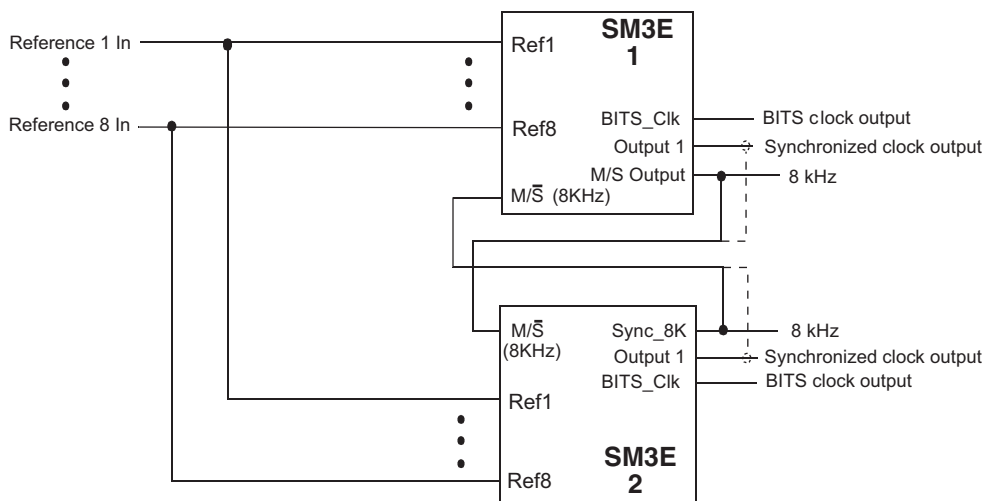 Reference 1 In
Reference 8 In
SM3E
1
Ref1
Ref8
BITS_Clk
Output 1
M/S Output
M/S̅ (8KHz)
BITS clock output
Synchronized clock output
8 kHz
M/S̅
(8KHz)
Sync_8K
Output 1
BITS_Clk
Ref1
Ref8
SM3E
2
8 kHz
Synchronized clock output
BITS clock output